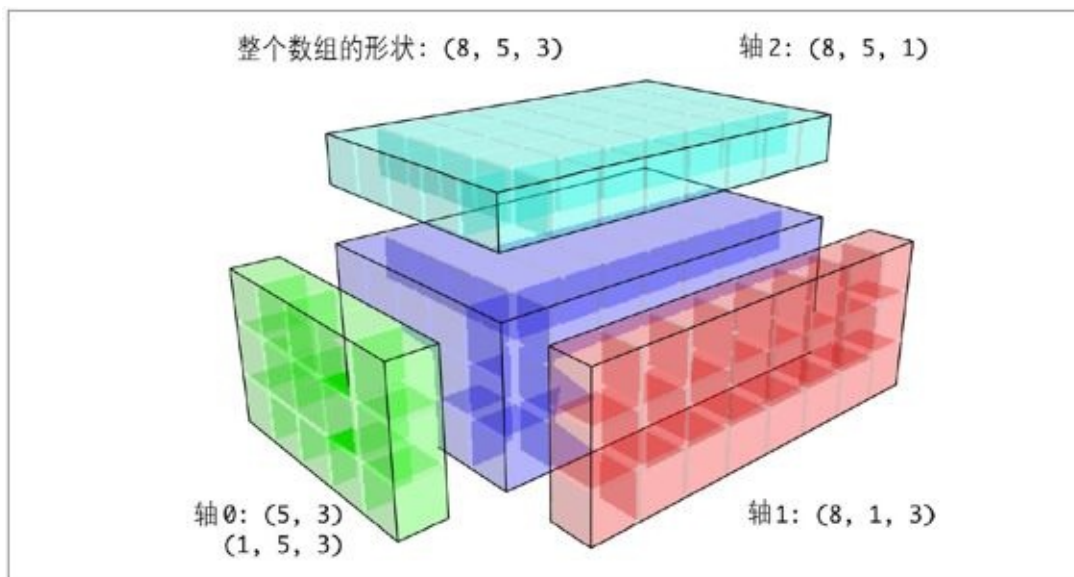 整个数组的形状: (8, 5, 3)
轴2: (8, 5, 1)
轴0: (5, 3)
(1, 5, 3)
轴1: (8, 1, 3)